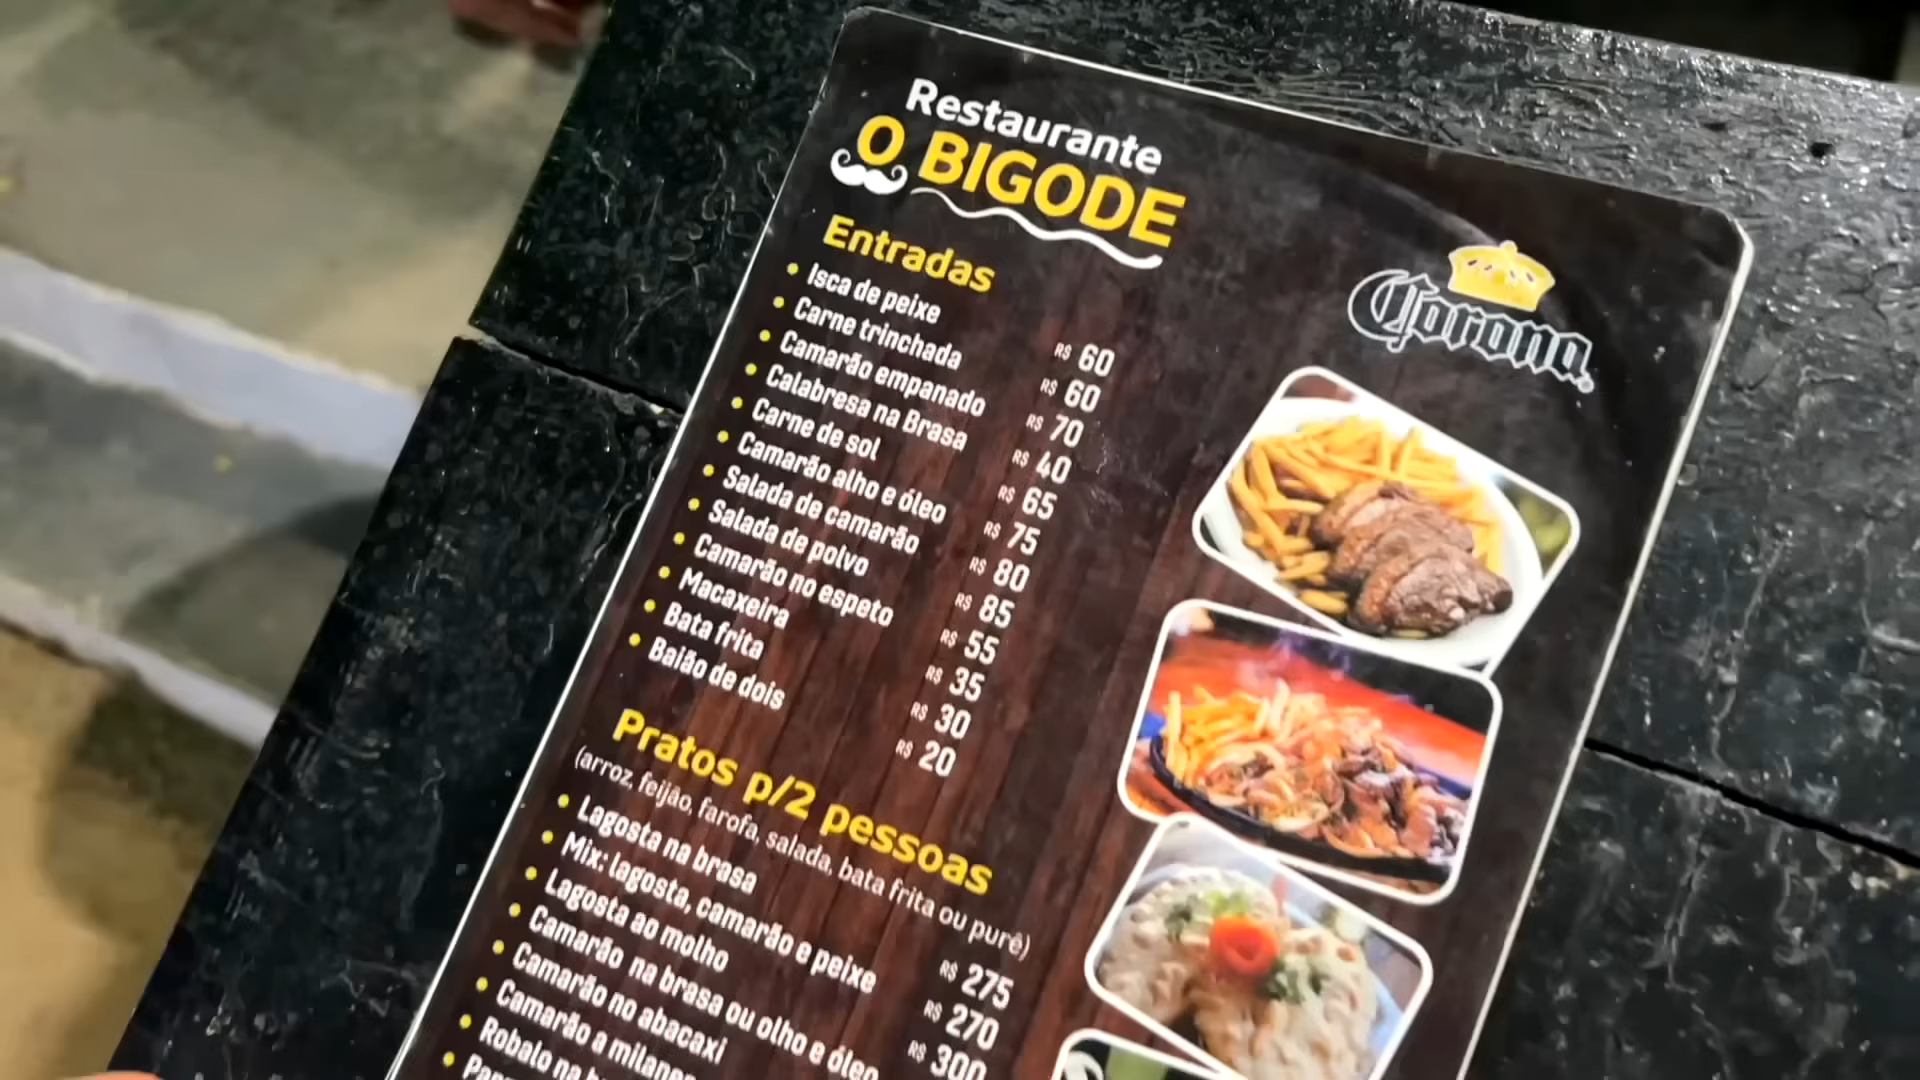 Restaurante
O BIGODE
Corona
Entradas
Isca de peixe R$ 60
Carne trinchada R$ 60
Camarão empanado R$ 70
Calabresa na Brasa R$ 40
Carne de sol R$ 65
Camarão alho e óleo R$ 75
Salada de camarão R$ 80
Salada de polvo R$ 85
Camarão no espeto R$ 55
Macaxeira R$ 35
Bata frita R$ 30
Baião de dois R$ 20
Pratos p/2 pessoas
(arroz, feijão, farofa, salada, bata frita ou purê)
Lagosta na brasa R$ 275
Mix: lagosta, camarão e peixe R$ 270
Lagosta ao molho R$ 300
Camarão na brasa ou olho e óleo
Camarão no abacaxi
Camarão a
Robalo na